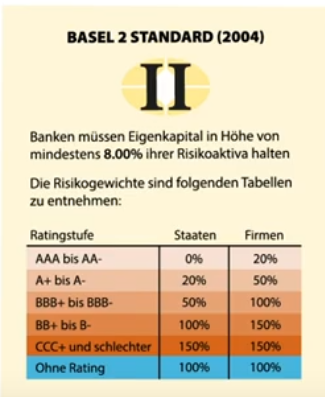 BASEL 2 STANDARD (2004)
II
Banken müssen Eigenkapital in Höhe von
mindestens 8.00% ihrer Risikoaktiva halten
Die Risikogewichte sind folgenden Tabellen
zu entnehmen:
Ratingstufe Staaten Firmen
AAA bis AA- 0% 20%
A+ bis A- 20% 50%
BBB+ bis BBB- 50% 100%
BB+ bis B- 100% 150%
CCC+ und schlechter 150% 150%
Ohne Rating 100% 100%